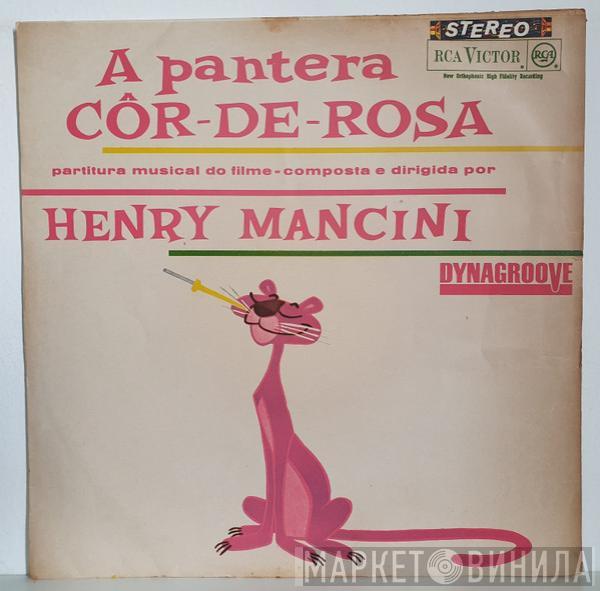 STEREO
RCA VICTOR RCA
New Orthophonic High Fidelity Recording
A pantera
CÔR-DE-ROSA
partitura musical do filme - composta e dirigida por
HENRY MANCINI
DYNAGROOVE
МАРКЕТ ВИНИЛА